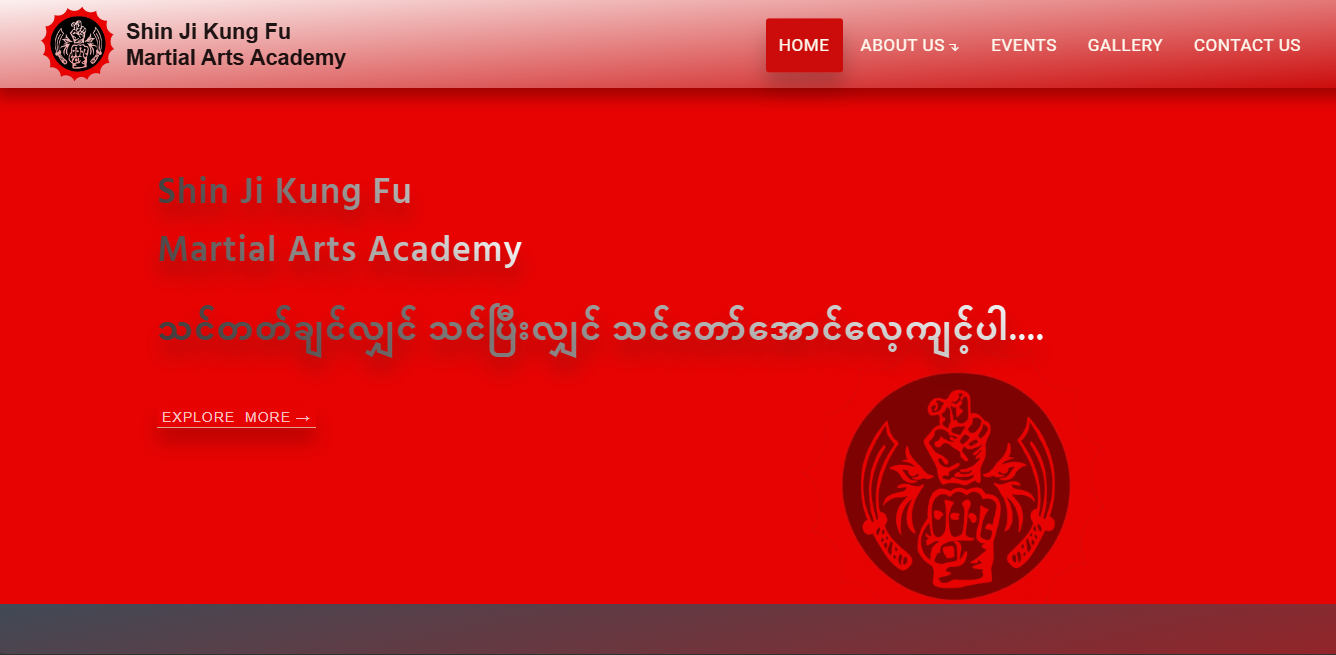 Shin Ji Kung Fu
Martial Arts Academy
HOME
ABOUT US
EVENTS
GALLERY
CONTACT US
Shin Ji Kung Fu
Martial Arts Academy
သင်တတ်ချင်လျှင် သင်ပြီးလျှင် သင်တော်အောင်လေ့ကျင့်ပါ....
EXPLORE MORE →